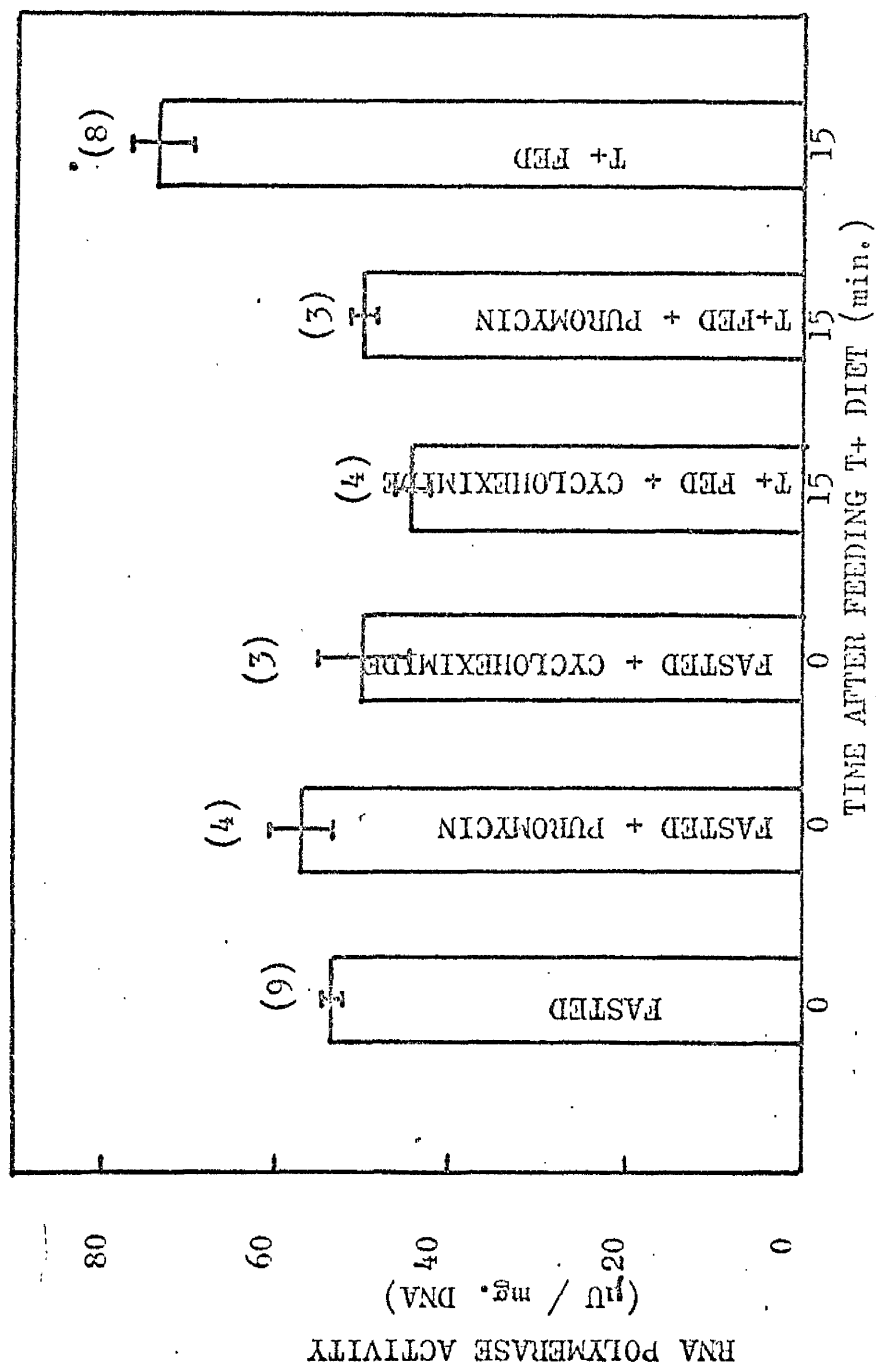 RNA POLYMERASE ACTIVITY
(µU / mg. DNA)
80
60
40
20
0
(9)
FASTED
0
(4)
FASTED + PUROMYCIN
0
(3)
FASTED + CYCLOHEXIMIDE
0
(4)
T+ FED + CYCLOHEXIMIDE
15
(3)
T+FED + PUROMYCIN
15
(8)
T+ FED
15
TIME AFTER FEEDING T+ DIET (min.)